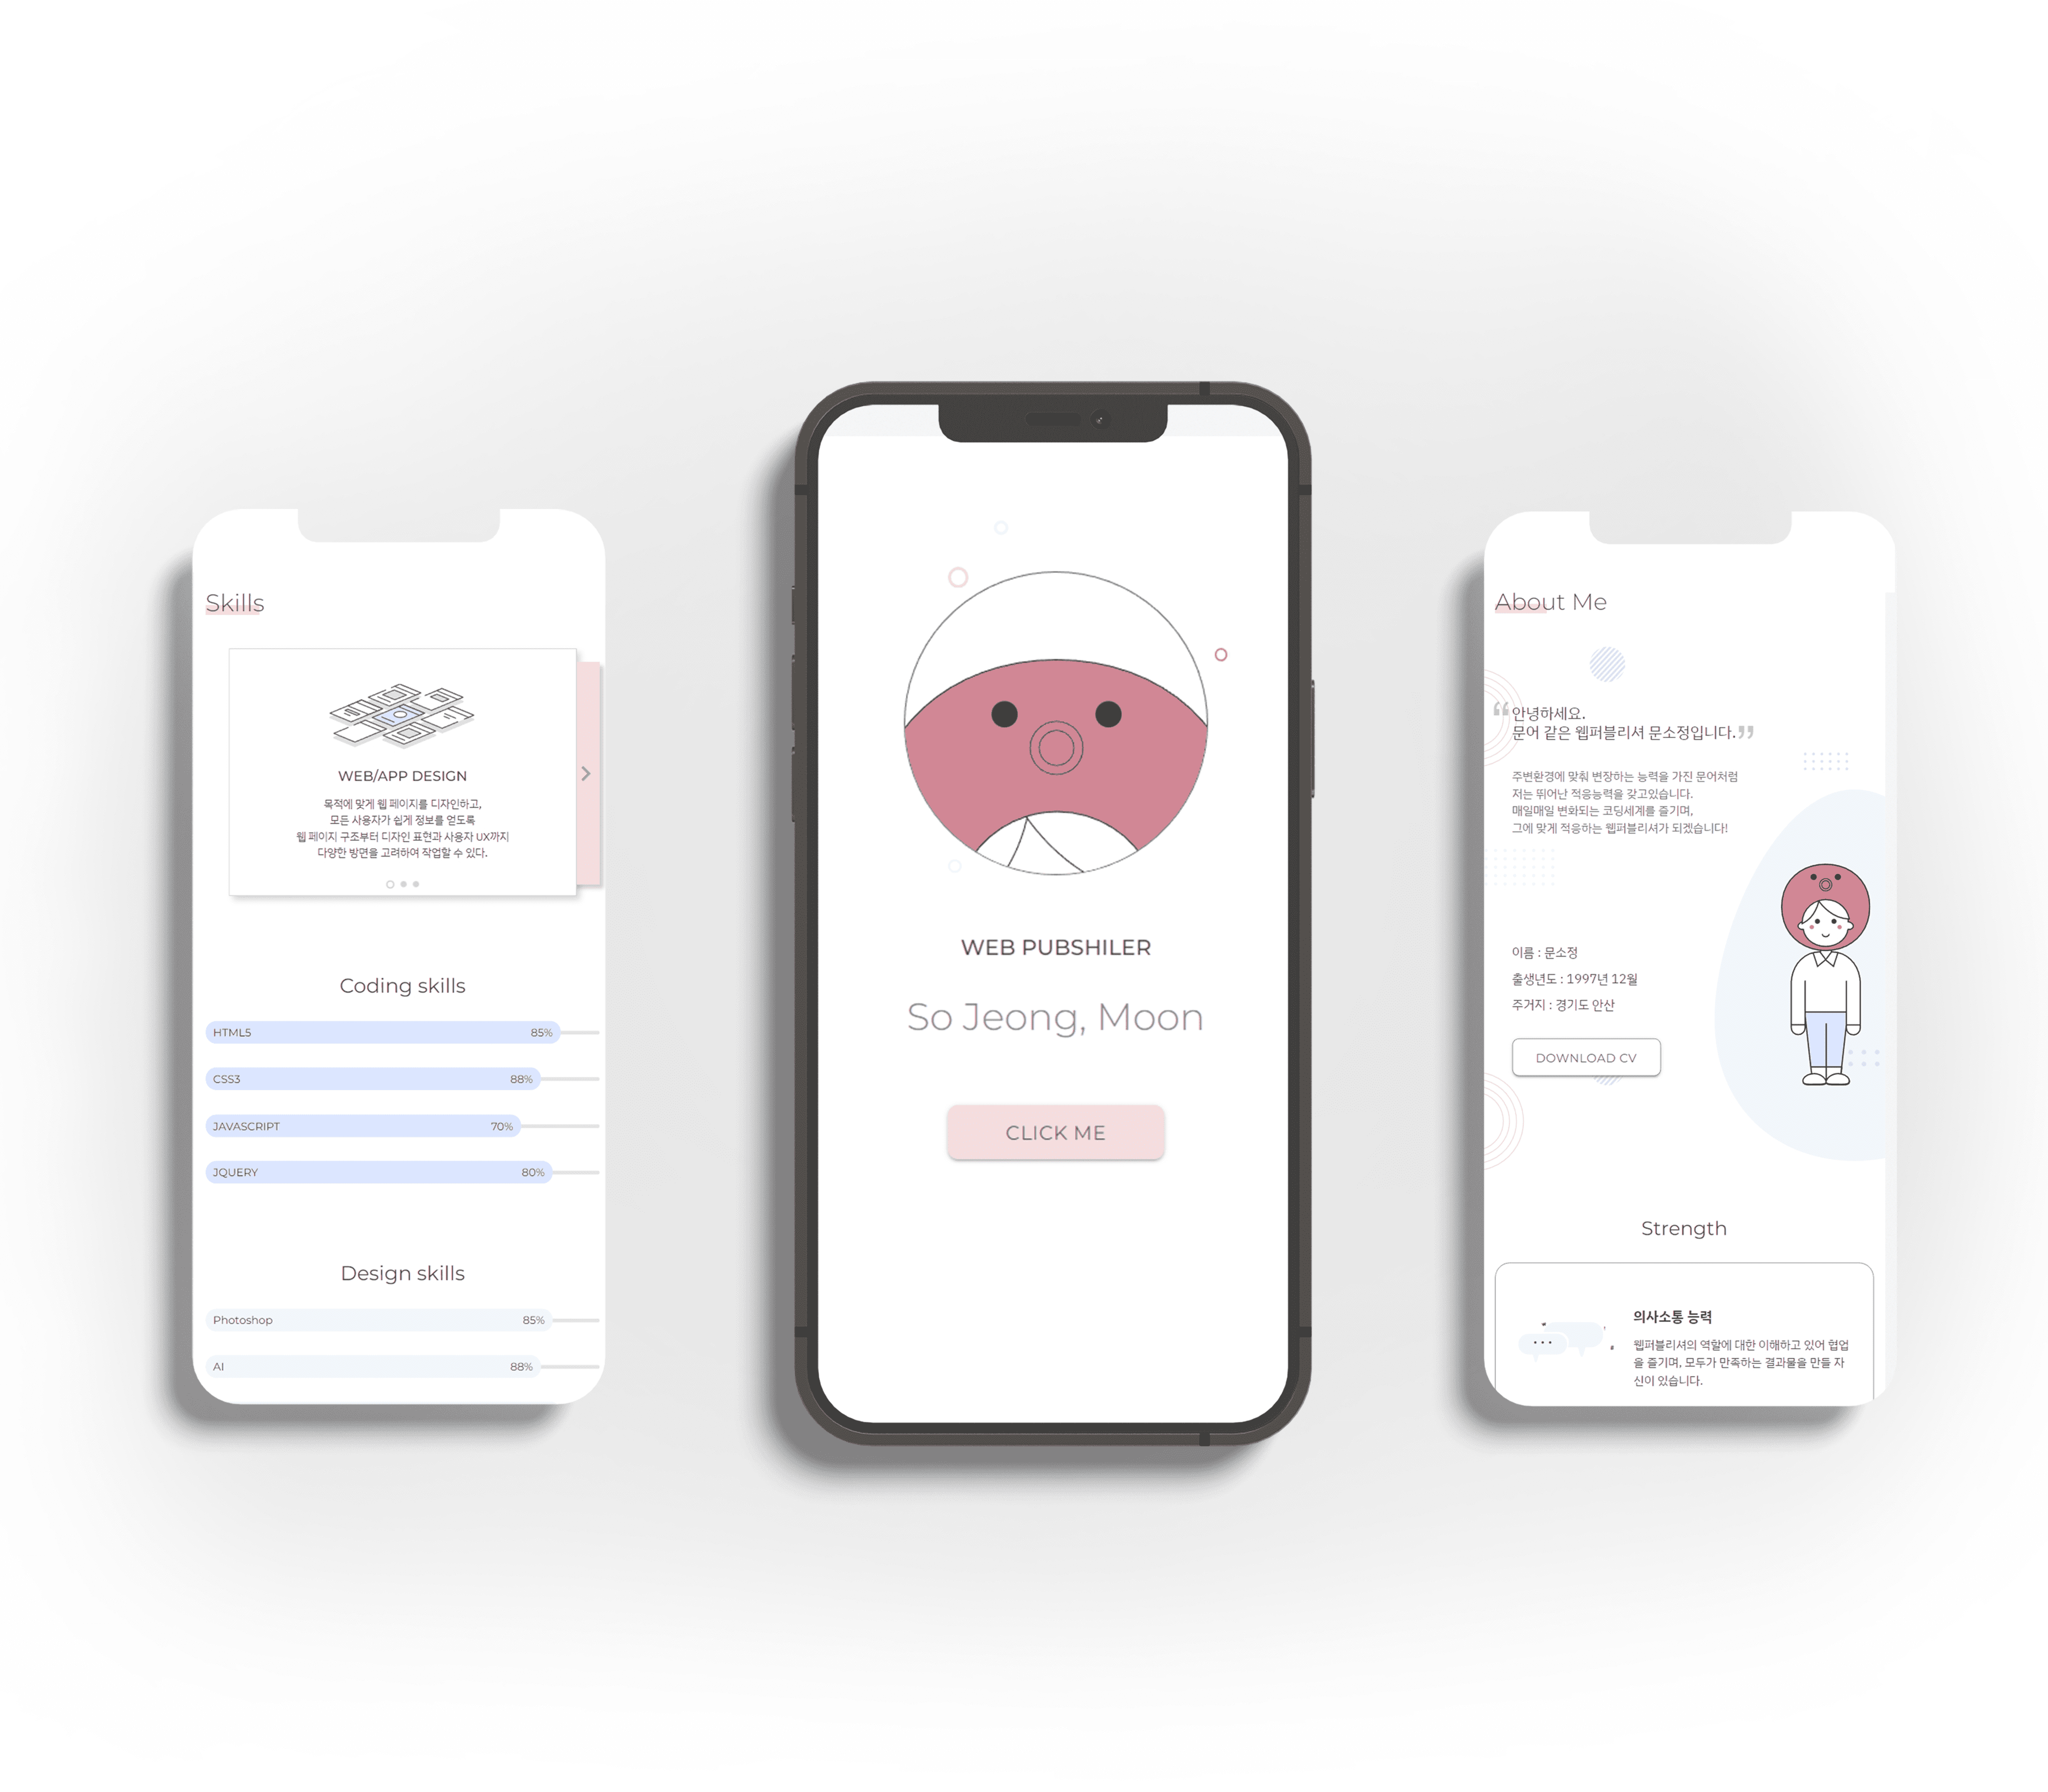 Skills
WEB/APP DESIGN
목적에 맞게 웹 페이지를 디자인하고,
모든 사용자가 쉽게 정보를 얻도록
웹 페이지 구조부터 디자인 표현과 사용자 UX까지
다양한 방면을 고려하여 작업할 수 있다.
Coding skills
HTML5 85%
CSS3 88%
JAVASCRIPT 70%
JQUERY 80%
Design skills
Photoshop 85%
AI 88%
WEB PUBSHILER
So Jeong, Moon
CLICK ME
About Me
“안녕하세요.
문어 같은 웹퍼블리셔 문소정입니다.”
주변환경에 맞춰 변장하는 능력을 가진 문어처럼
저는 뛰어난 적응능력을 갖고있습니다.
매일매일 변화되는 코딩세계를 즐기며,
그에 맞게 적응하는 웹퍼블리셔가 되겠습니다!
이름 : 문소정
출생년도 : 1997년 12월
주거지 : 경기도 안산
DOWNLOAD CV
Strength
의사소통 능력
웹퍼블리셔의 역할에 대한 이해하고 있어 협업
을 즐기며, 모두가 만족하는 결과물을 만들 자
신이 있습니다.